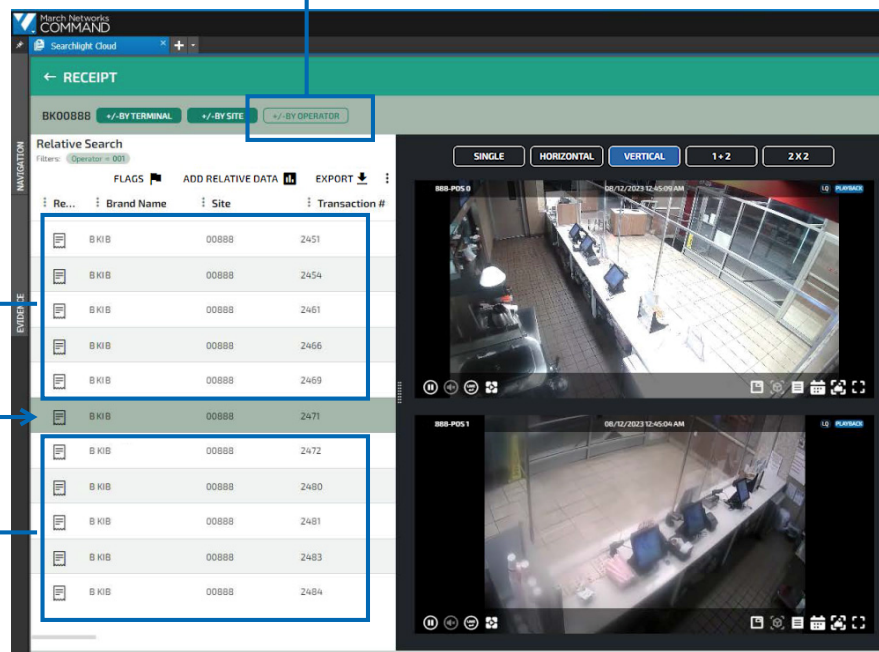 March Networks
COMMAND
Searchlight Cloud × + -
← RECEIPT
BK00888 +/-BY TERMINAL +/-BY SITE +/-BY OPERATOR
NAVIGATION
EVIDENCE
Relative Search
Filters: Operator = 001
FLAGS ADD RELATIVE DATA EXPORT
Re... Brand Name Site Transaction #
BKIB 00888 2451
BKIB 00888 2454
BKIB 00888 2461
BKIB 00888 2466
BKIB 00888 2469
BKIB 00888 2471
BKIB 00888 2472
BKIB 00888 2480
BKIB 00888 2481
BKIB 00888 2483
BKIB 00888 2484
SINGLE HORIZONTAL VERTICAL 1+2 2X2
888-POS 0 08/12/2023 12:45:09 AM LQ PLAYBACK
888-POS 1 08/12/2023 12:45:04 AM LQ PLAYBACK